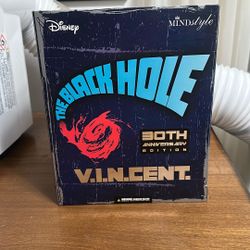 Disney
MINDstyle
THE BLACK HOLE
30TH
ANNIVERSARY
EDITION
V.I.N.CENT.